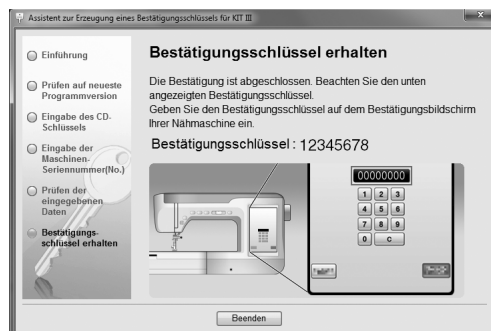 Assistent zur Erzeugung eines Bestätigungsschlüssels für KIT III
Einführung
Prüfen auf neueste
Programmversion
Eingabe des CD-
Schlüssels
Eingabe der
Maschinen-
Seriennummer(No.)
Prüfen der
eingegebenen
Daten
Bestätigungs-
schlüssel erhalten
Bestätigungsschlüssel erhalten
Die Bestätigung ist abgeschlossen. Beachten Sie den unten
angezeigten Bestätigungsschlüssel.
Geben Sie den Bestätigungsschlüssel auf dem Bestätigungsbildschirm
Ihrer Nähmaschine ein.
Bestätigungsschlüssel : 12345678
00000000
1 2 3
4 5 6
7 8 9
0 C
Beenden